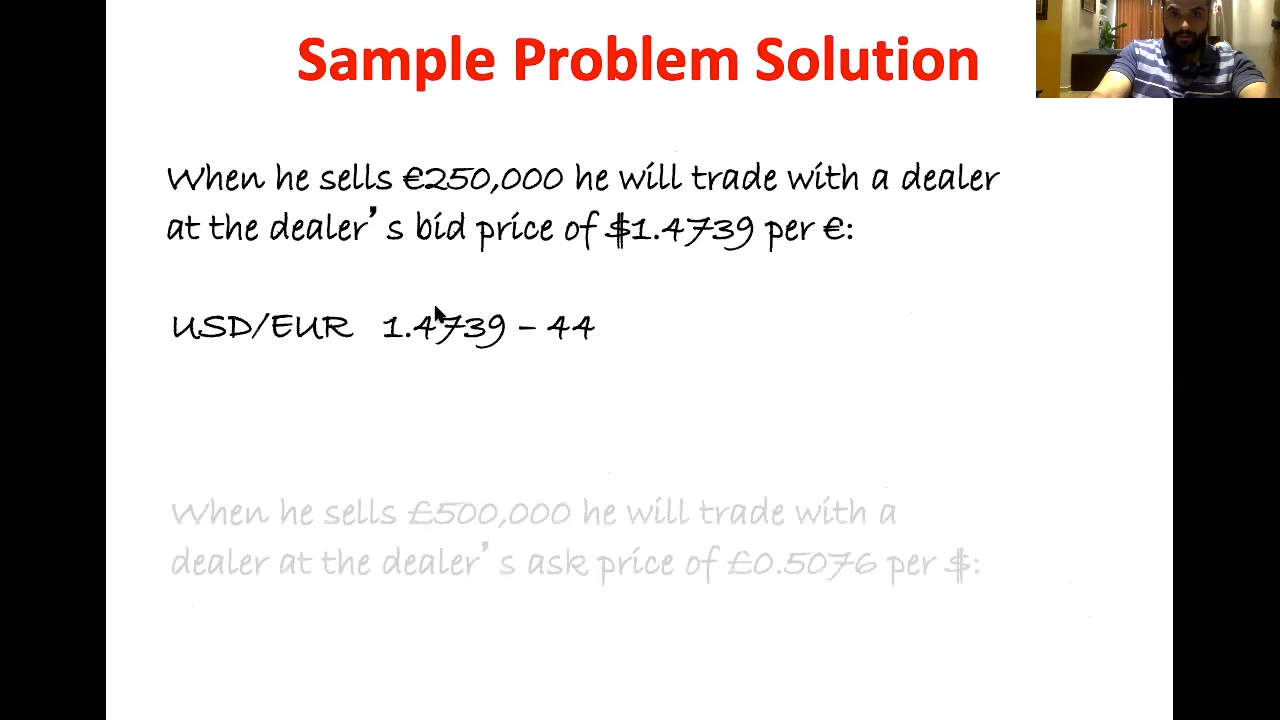 Sample Problem Solution
When he sells €250,000 he will trade with a dealer
at the dealer's bid price of $1.4739 per €:
USD/EUR 1.4739 – 44
When he sells £500,000 he will trade with a
dealer at the dealer's ask price of £0.5076 per $: